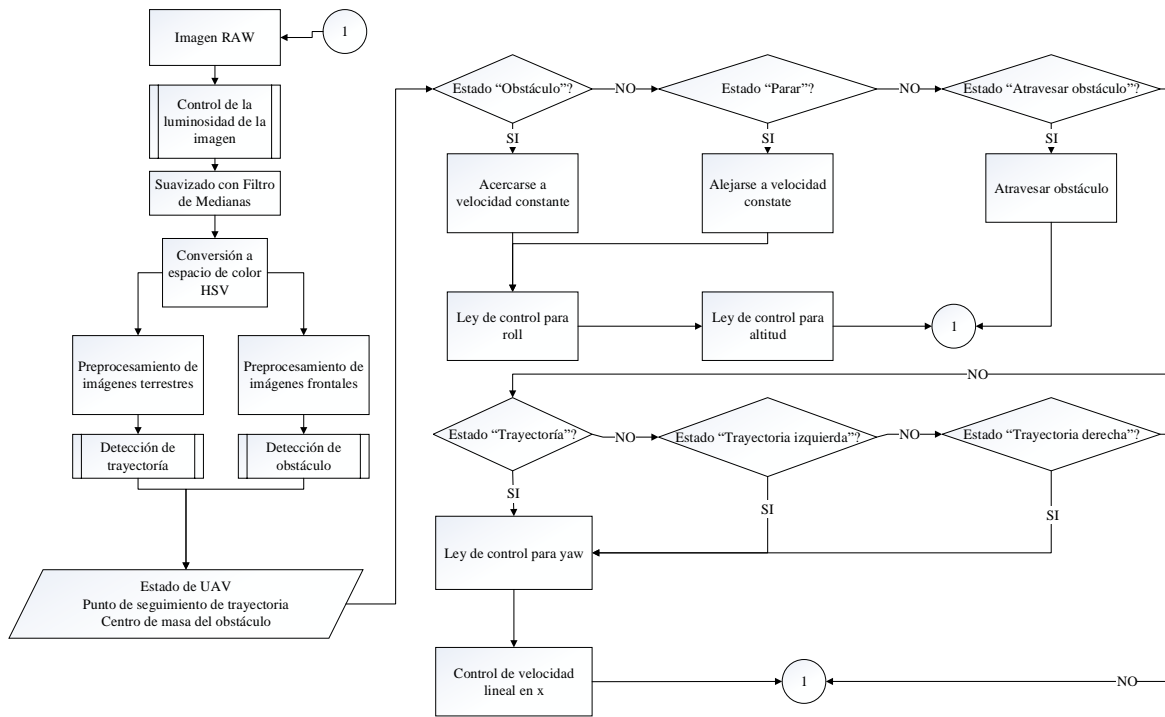 Imagen RAW
1
Control de la
luminosidad de la
imagen
Suavizado con Filtro
de Medianas
Conversión a
espacio de color
HSV
Preprocesamiento de
imágenes terrestres
Preprocesamiento de
imágenes frontales
Detección de
trayectoría
Detección de
obstáculo
Estado de UAV
Punto de seguimiento de trayectoria
Centro de masa del obstáculo
Estado “Obstáculo”?
NO
Estado “Parar”?
NO
Estado “Atravesar obstáculo”?
SI
SI
SI
Acercarse a
velocidad constante
Alejarse a velocidad
constate
Atravesar obstáculo
Ley de control para
roll
Ley de control para
altitud
1
NO
Estado “Trayectoría”?
NO
Estado “Trayectoria izquierda”?
NO
Estado “Trayectoria derecha”?
SI
SI
SI
Ley de control para yaw
Control de velocidad
lineal en x
1
NO